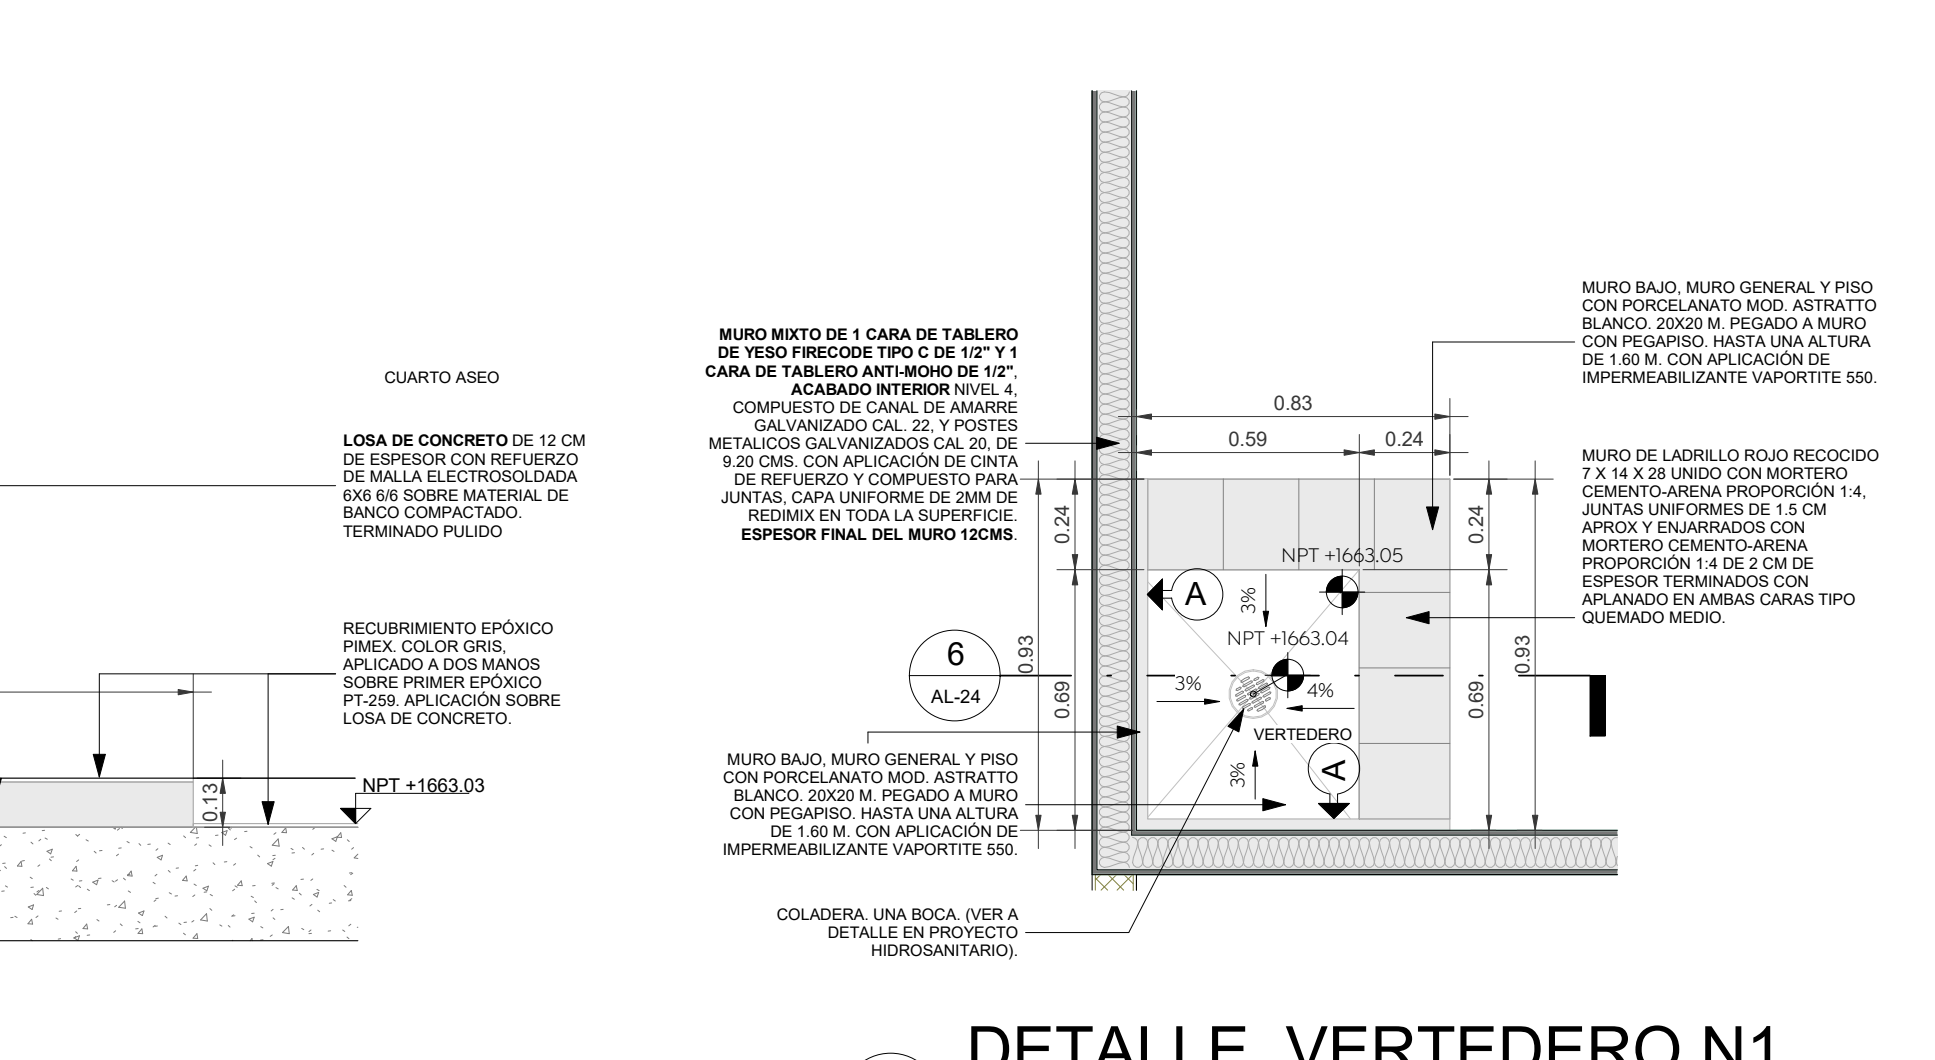 CUARTO ASEO
LOSA DE CONCRETO DE 12 CM
DE ESPESOR CON REFUERZO
DE MALLA ELECTROSOLDADA
6X6 6/6 SOBRE MATERIAL DE
BANCO COMPACTADO.
TERMINADO PULIDO
RECUBRIMIENTO EPÓXICO
PIMEX. COLOR GRIS,
APLICADO A DOS MANOS
SOBRE PRIMER EPÓXICO
PT-259. APLICACIÓN SOBRE
LOSA DE CONCRETO.
NPT +1663.03
0.13
MURO MIXTO DE 1 CARA DE TABLERO
DE YESO FIRECODE TIPO C DE 1/2" Y 1
CARA DE TABLERO ANTI-MOHO DE 1/2",
ACABADO INTERIOR NIVEL 4,
COMPUESTO DE CANAL DE AMARRE
GALVANIZADO CAL. 22, Y POSTES
METALICOS GALVANIZADOS CAL 20, DE
9.20 CMS. CON APLICACIÓN DE CINTA
DE REFUERZO Y COMPUESTO PARA
JUNTAS, CAPA UNIFORME DE 2MM DE
REDIMIX EN TODA LA SUPERFICIE.
ESPESOR FINAL DEL MURO 12CMS.
6
AL-24
MURO BAJO, MURO GENERAL Y PISO
CON PORCELANATO MOD. ASTRATTO
BLANCO. 20X20 M. PEGADO A MURO
CON PEGAPISO. HASTA UNA ALTURA
DE 1.60 M. CON APLICACIÓN DE
IMPERMEABILIZANTE VAPORTITE 550.
COLADERA. UNA BOCA. (VER A
DETALLE EN PROYECTO
HIDROSANITARIO).
0.83
0.59
0.24
0.24
0.93
0.69
NPT +1663.05
A
3%
NPT +1663.04
3%
4%
VERTEDERO
3%
A
0.24
0.69
0.93
MURO BAJO, MURO GENERAL Y PISO
CON PORCELANATO MOD. ASTRATTO
BLANCO. 20X20 M. PEGADO A MURO
CON PEGAPISO. HASTA UNA ALTURA
DE 1.60 M. CON APLICACIÓN DE
IMPERMEABILIZANTE VAPORTITE 550.
MURO DE LADRILLO ROJO RECOCIDO
7 X 14 X 28 UNIDO CON MORTERO
CEMENTO-ARENA PROPORCIÓN 1:4,
JUNTAS UNIFORMES DE 1.5 CM
APROX Y ENJARRADOS CON
MORTERO CEMENTO-ARENA
PROPORCIÓN 1:4 DE 2 CM DE
ESPESOR TERMINADOS CON
APLANADO EN AMBAS CARAS TIPO
QUEMADO MEDIO.
DETALLE VERTEDERO N1